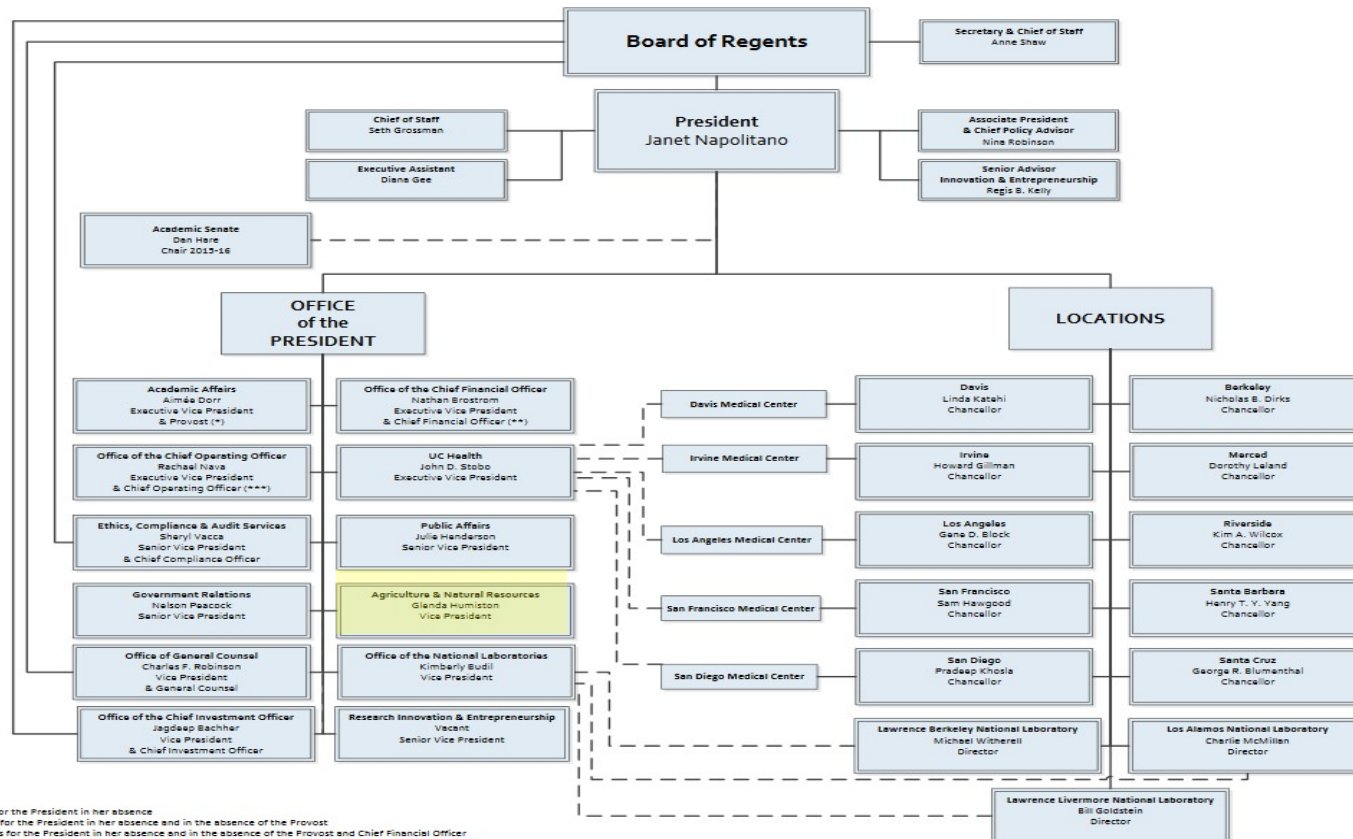 Board of Regents
Secretary & Chief of Staff
Anne Shaw
President
Janet Napolitano
Chief of Staff
Seth Grossman
Executive Assistant
Diana Gee
Associate President
& Chief Policy Advisor
Nina Robinson
Senior Advisor
Innovation & Entrepreneurship
Regis B. Kelly
Academic Senate
Dan Hare
Chair 2015-16
OFFICE
of the
PRESIDENT
LOCATIONS
Academic Affairs
Aimée Dorr
Executive Vice President
& Provost (*)
Office of the Chief Financial Officer
Nathan Brostrom
Executive Vice President
& Chief Financial Officer (**)
Office of the Chief Operating Officer
Rachael Nava
Executive Vice President
& Chief Operating Officer (***)
UC Health
John D. Stobo
Executive Vice President
Ethics, Compliance & Audit Services
Sheryl Vacca
Senior Vice President
& Chief Compliance Officer
Public Affairs
Julie Henderson
Senior Vice President
Government Relations
Nelson Peacock
Senior Vice President
Agriculture & Natural Resources
Glenda Humiston
Vice President
Office of General Counsel
Charles F. Robinson
Vice President
& General Counsel
Office of the National Laboratories
Kimberly Budil
Vice President
Office of the Chief Investment Officer
Jagdeep Bachher
Vice President
& Chief Investment Officer
Research Innovation & Entrepreneurship
Vacant
Senior Vice President
Davis Medical Center
Irvine Medical Center
Los Angeles Medical Center
San Francisco Medical Center
San Diego Medical Center
Davis
Linda Katehi
Chancellor
Berkeley
Nicholas B. Dirks
Chancellor
Irvine
Howard Gillman
Chancellor
Merced
Dorothy Leland
Chancellor
Los Angeles
Gene D. Block
Chancellor
Riverside
Kim A. Wilcox
Chancellor
San Francisco
Sam Hawgood
Chancellor
Santa Barbara
Henry T. Y. Yang
Chancellor
San Diego
Pradeep Khosla
Chancellor
Santa Cruz
George R. Blumenthal
Chancellor
Lawrence Berkeley National Laboratory
Michael Witherell
Director
Los Alamos National Laboratory
Charlie McMillan
Director
Lawrence Livermore National Laboratory
Bill Goldstein
Director
for the President in her absence
for the President in her absence and in the absence of the Provost
for the President in her absence and in the absence of the Provost and Chief Financial Officer